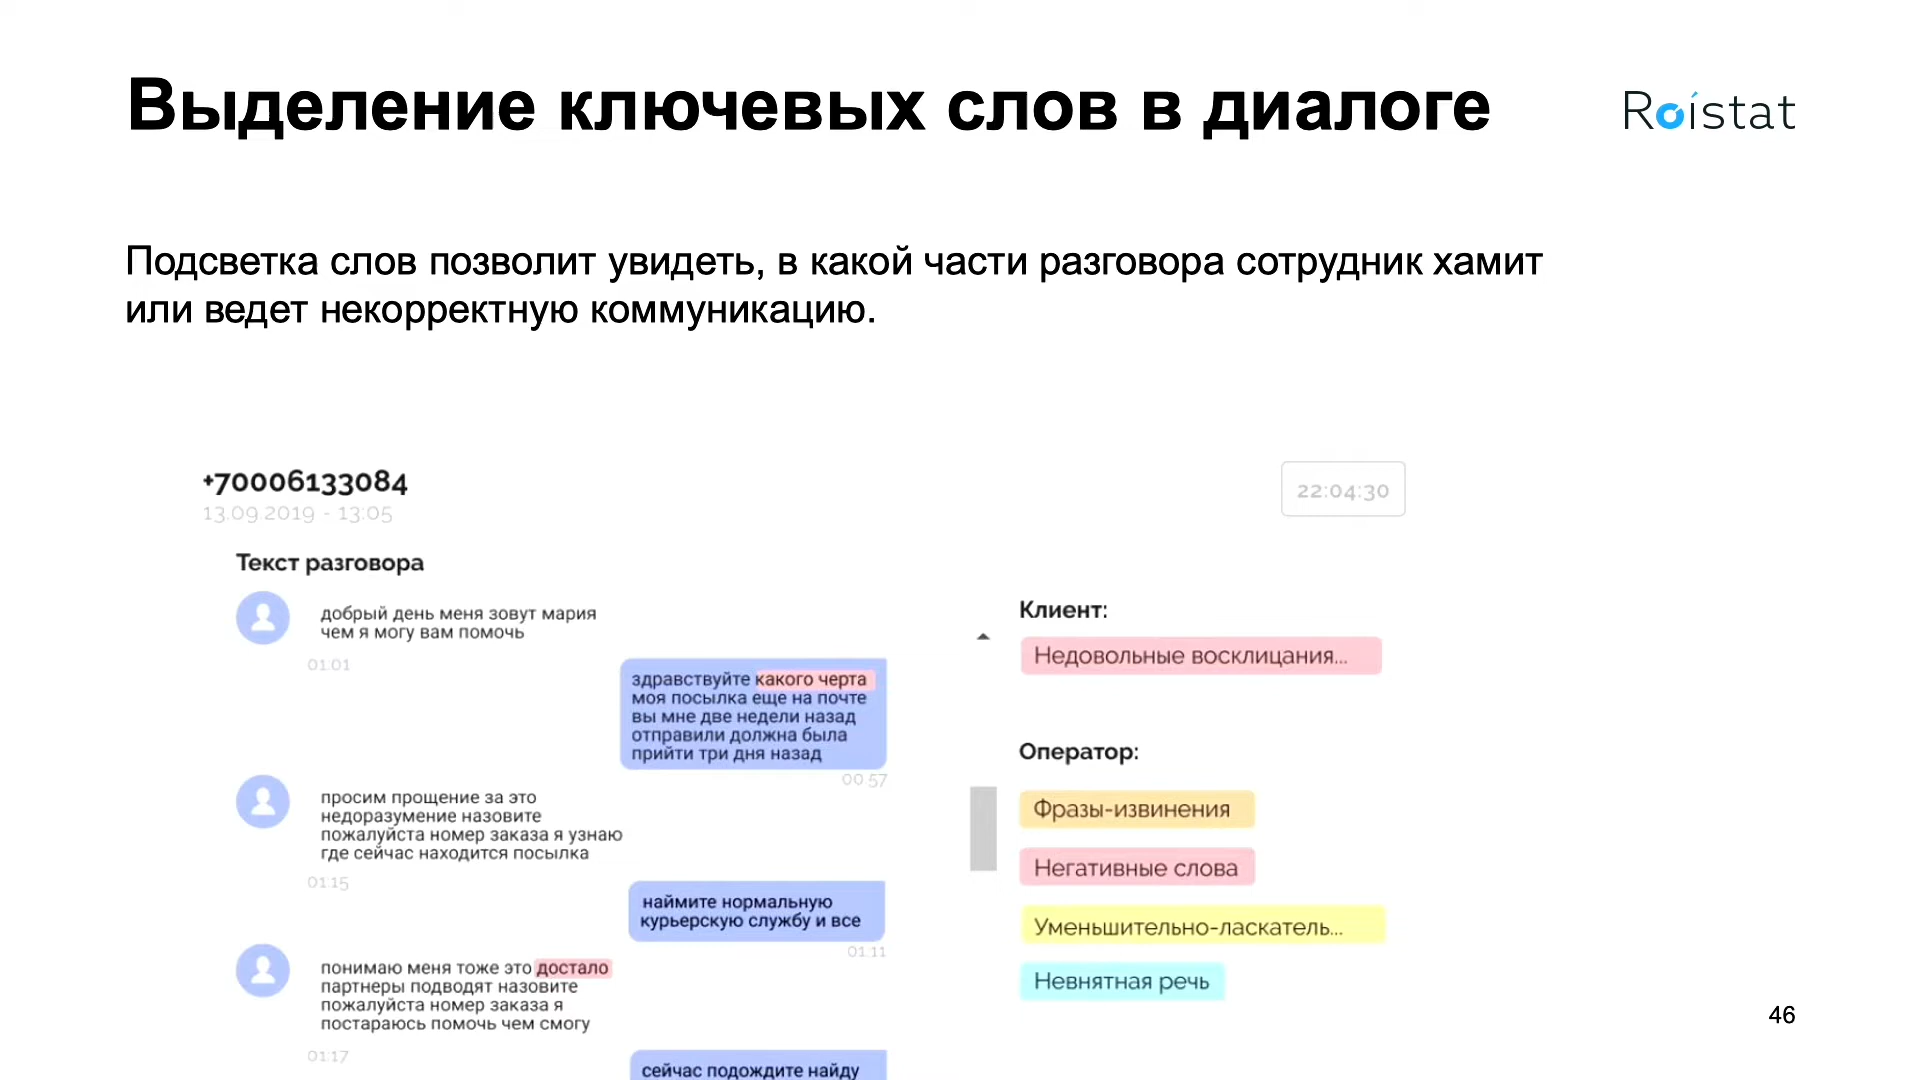 Выделение ключевых слов в диалоге
Roistat
Подсветка слов позволит увидеть, в какой части разговора сотрудник хамит
или ведет некорректную коммуникацию.
+70006133084
13.09.2019 - 13:05
22:04:30
Текст разговора
добрый день меня зовут мария
чем я могу вам помочь
01:01
здравствуйте какого черта
моя посылка еще на почте
вы мне две недели назад
отправили должна была
прийти три дня назад
00:57
просим прощение за это
недоразумение назовите
пожалуйста номер заказа я узнаю
где сейчас находится посылка
01:15
наймите нормальную
курьерскую службу и все
01:11
понимаю меня тоже это достало
партнеры подводят назовите
пожалуйста номер заказа я
постараюсь помочь чем смогу
01:17
сейчас подождите найду
Клиент:
Недовольные восклицания...
Оператор:
Фразы-извинения
Негативные слова
Уменьшительно-ласкатель...
Невнятная речь
46